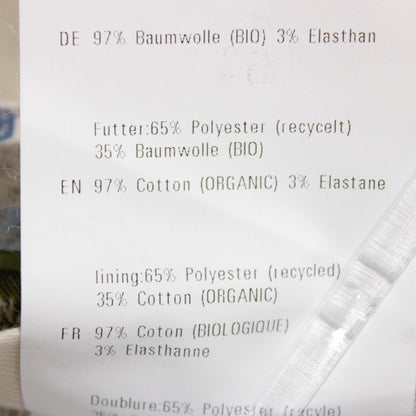 DE 97% Baumwolle (BIO) 3% Elasthan
Futter:65% Polyester (recycelt)
35% Baumwolle (BIO)
EN 97% Cotton (ORGANIC) 3% Elastane
lining:65% Polyester (recycled)
35% Cotton (ORGANIC)
FR 97% Coton (BIOLOGIQUE)
3% Elasthanne
Doublure:65% Polyester (recycle)